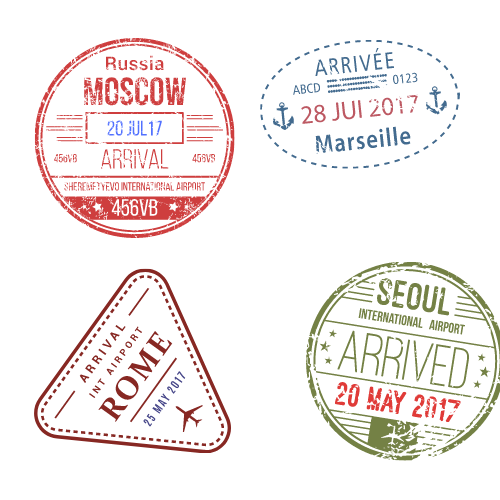 Russia
MOSCOW
20 JUL17
ARRIVAL
456VB 456VB
SHEREMETYEVO INTERNATIONAL AIRPORT
456VB
ARRIVÉE
ABCD 0123
28 JUI 2017
Marseille
ARRIVAL
INT AIRPORT
ROME
25 MAY 2017
SEOUL
INTERNATIONAL AIRPORT
ARRIVED
20 MAY 2017